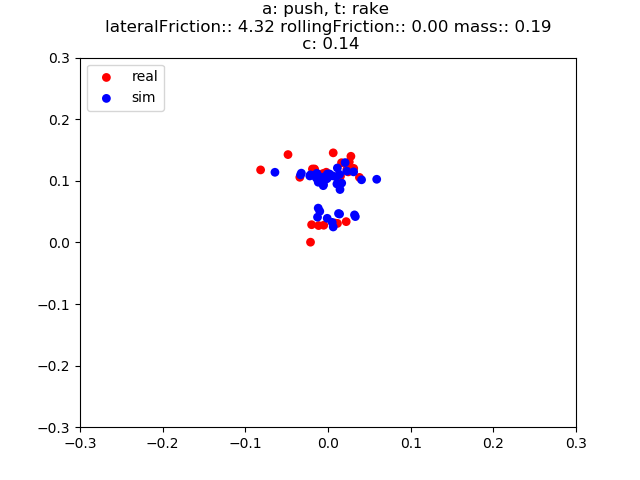 a: push, t: rake
lateralFriction:: 4.32 rollingFriction:: 0.00 mass:: 0.19
c: 0.14
real
sim
0.3
0.2
0.1
0.0
−0.1
−0.2
−0.3
−0.3
−0.2
−0.1
0.0
0.1
0.2
0.3